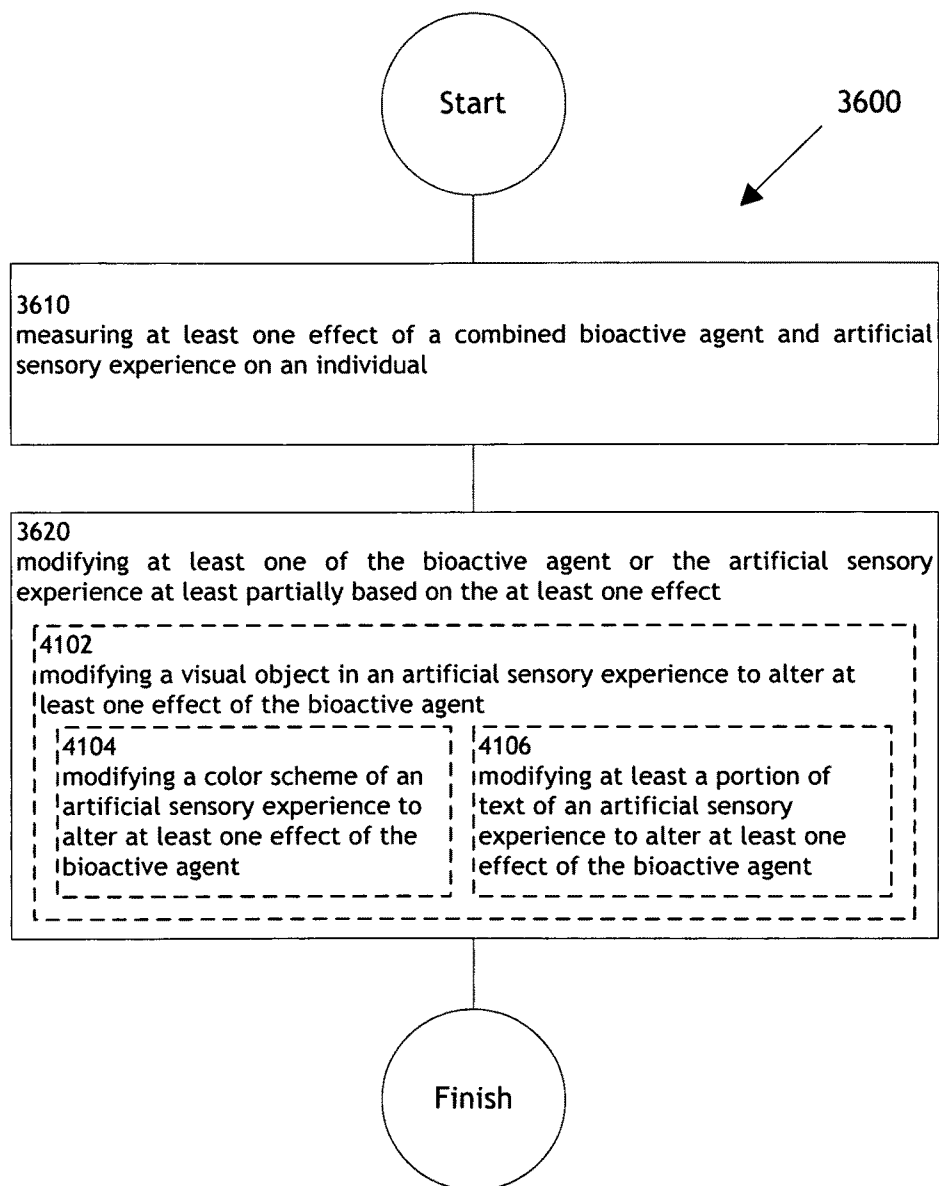 Start
3600
3610
measuring at least one effect of a combined bioactive agent and artificial
sensory experience on an individual
3620
modifying at least one of the bioactive agent or the artificial sensory
experience at least partially based on the at least one effect
4102
modifying a visual object in an artificial sensory experience to alter at
least one effect of the bioactive agent
4104
modifying a color scheme of an
artificial sensory experience to
alter at least one effect of the
bioactive agent
4106
modifying at least a portion of
text of an artificial sensory
experience to alter at least one
effect of the bioactive agent
Finish